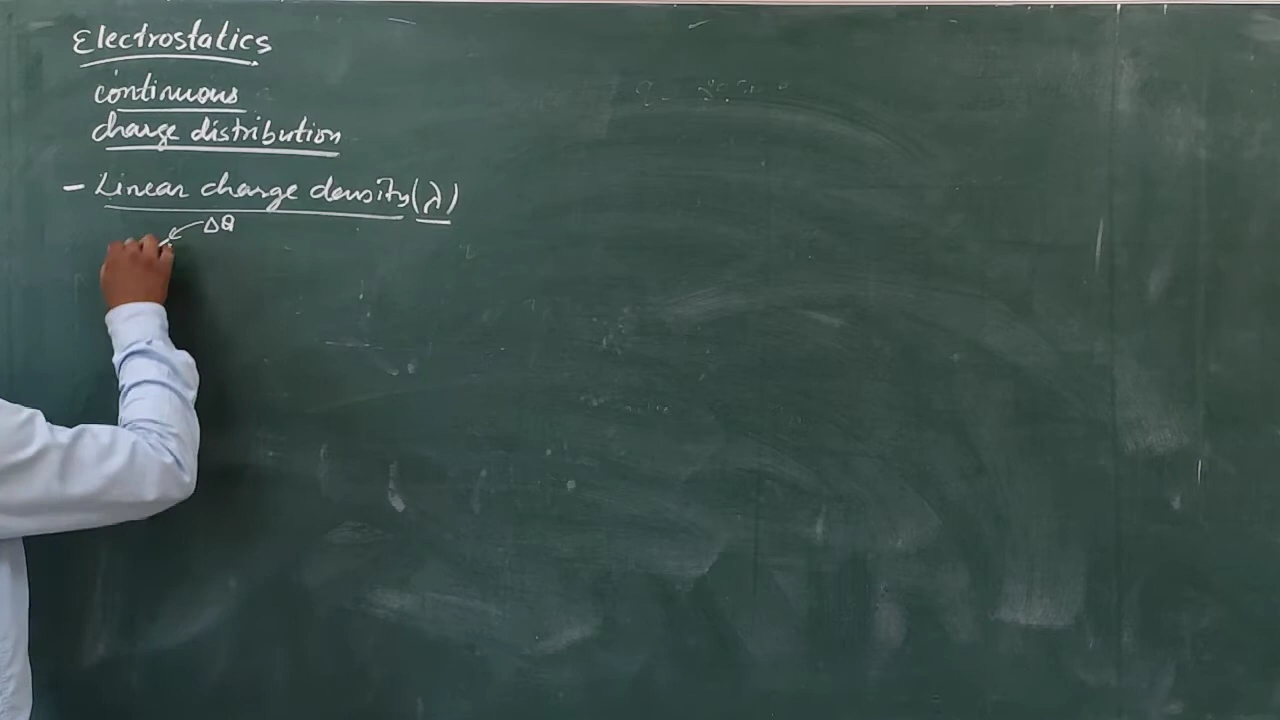 Electrostatics
continuous
charge distribution
- Linear charge density (λ)
ΔQ